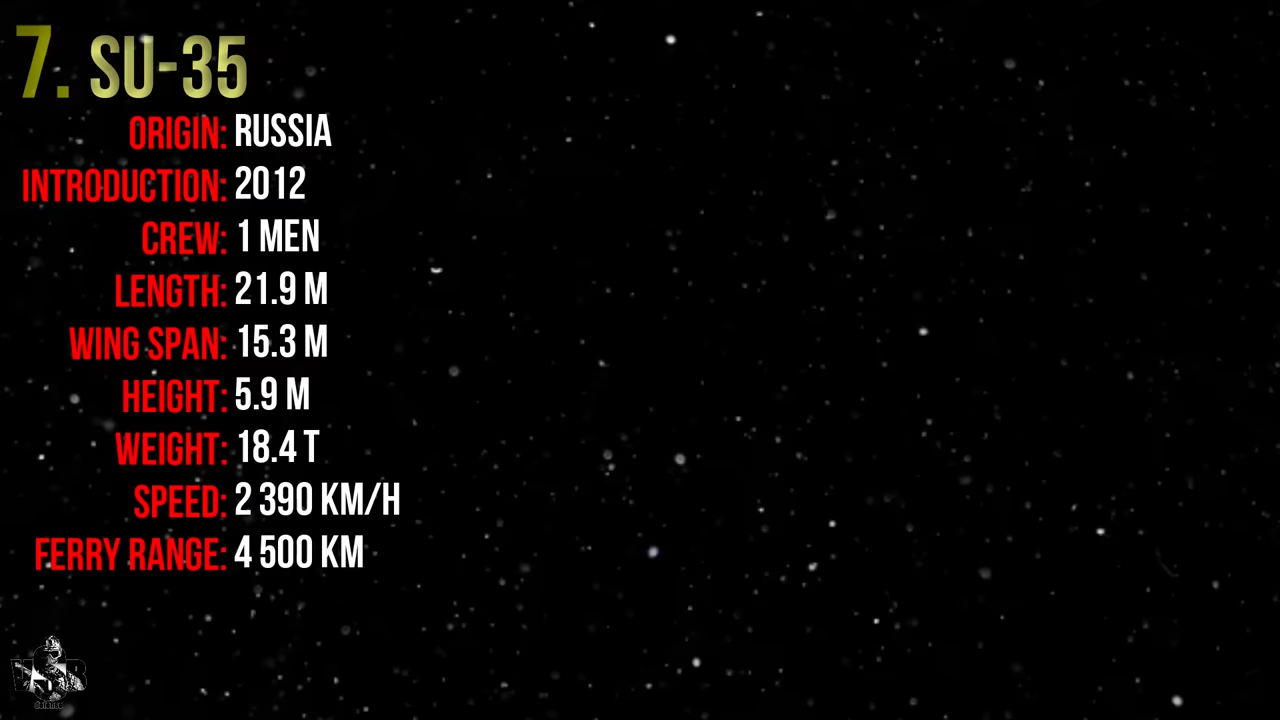 7. SU-35
ORIGIN: RUSSIA
INTRODUCTION: 2012
CREW: 1 MEN
LENGTH: 21.9 M
WING SPAN: 15.3 M
HEIGHT: 5.9 M
WEIGHT: 18.4 T
SPEED: 2 390 KM/H
FERRY RANGE: 4 500 KM